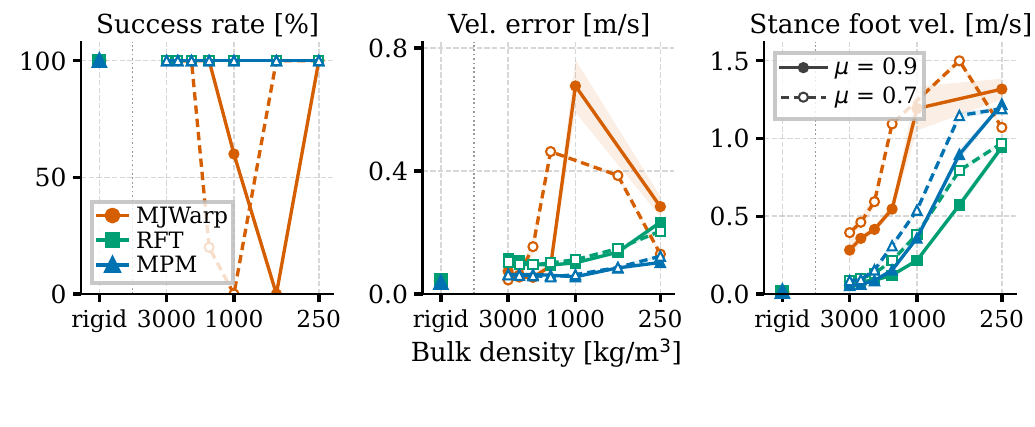 Success rate [%]
100
50
0
MJWarp
RFT
MPM
rigid 3000 1000 250
Vel. error [m/s]
0.8
0.4
0.0
rigid 3000 1000 250
Bulk density [kg/m³]
Stance foot vel. [m/s]
1.5
1.0
0.5
0.0
μ = 0.9
μ = 0.7
rigid 3000 1000 250